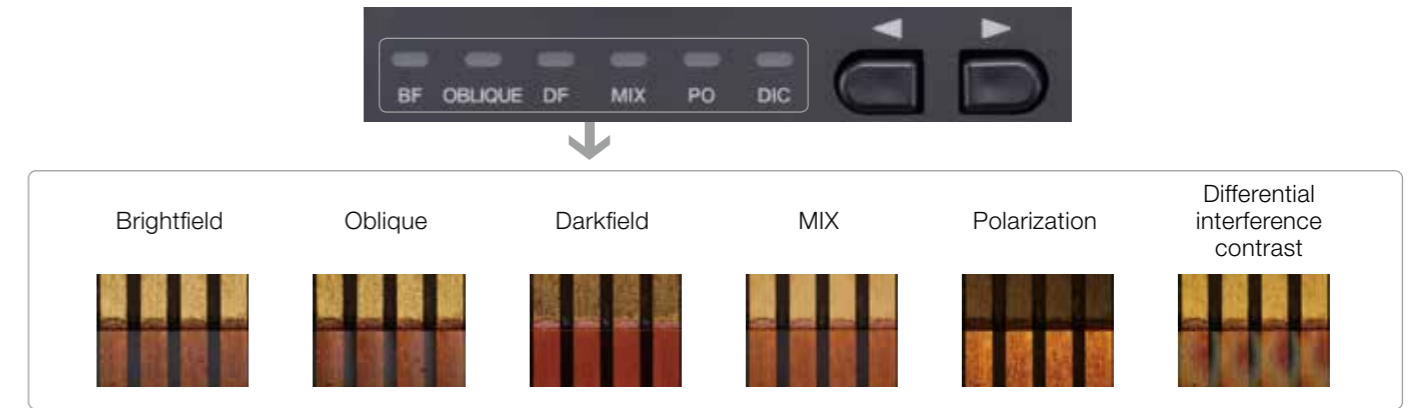 BF OBLIQUE DF MIX PO DIC
Brightfield
Oblique
Darkfield
MIX
Polarization
Differential
interference
contrast